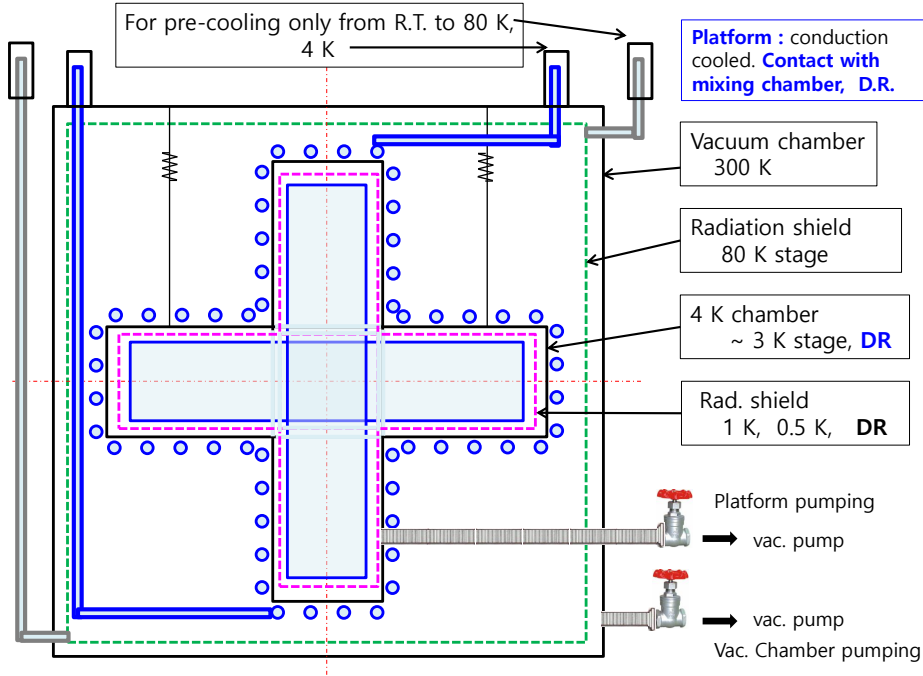 For pre-cooling only from R.T. to 80 K,
4 K
Platform : conduction
cooled. Contact with
mixing chamber, D.R.
Vacuum chamber
300 K
Radiation shield
80 K stage
4 K chamber
~ 3 K stage, DR
Rad. shield
1 K, 0.5 K, DR
Platform pumping
vac. pump
vac. pump
Vac. Chamber pumping